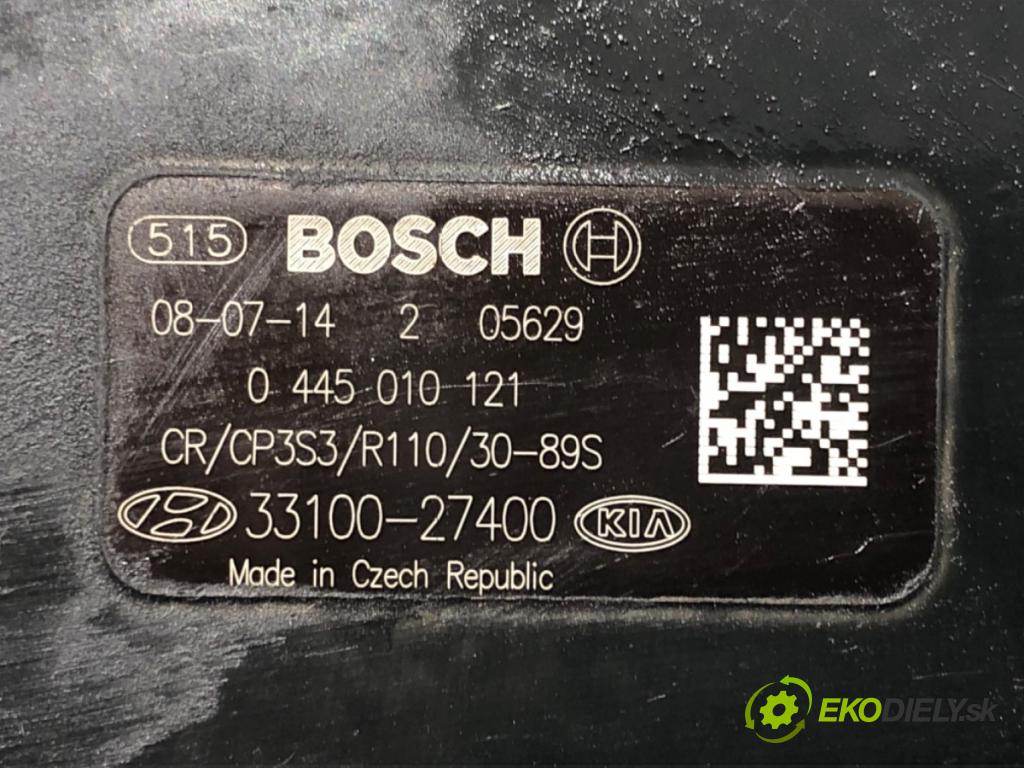 515 BOSCH
08-07-14 2 05629
0 445 010 121
CR/CP3S3/R110/30-89S
33100-27400 KIA
Made in Czech Republic
EKODIELY.sk